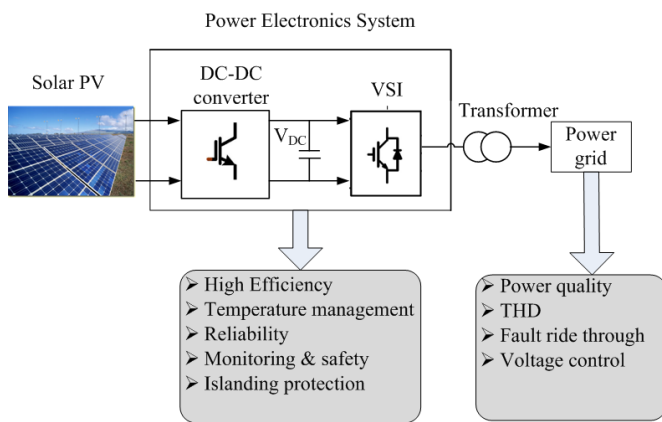 Power Electronics System
Solar PV
DC-DC
converter
VSI
Transformer
V_DC
Power
grid
➢ High Efficiency
➢ Temperature management
➢ Reliability
➢ Monitoring & safety
➢ Islanding protection
➢ Power quality
➢ THD
➢ Fault ride through
➢ Voltage control